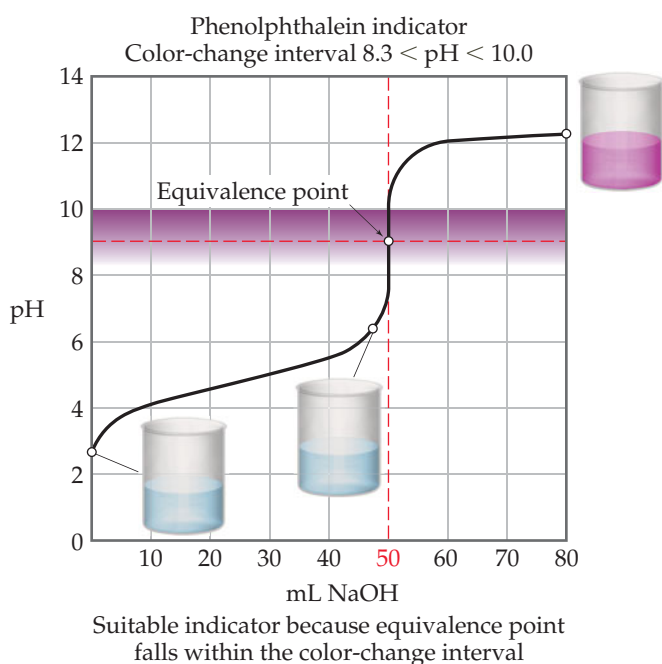 Phenolphthalein indicator
Color-change interval 8.3 < pH < 10.0
14
12
Equivalence point
10
8
pH
6
4
2
0
10 20 30 40 50 60 70 80
mL NaOH
Suitable indicator because equivalence point
falls within the color-change interval